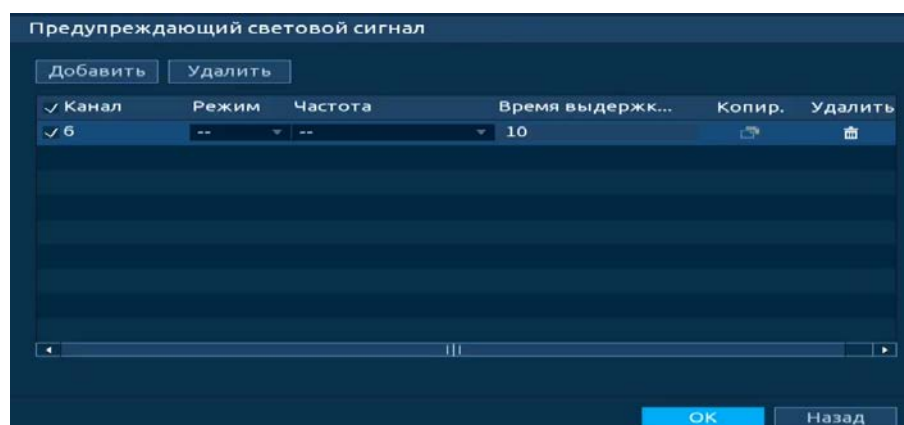 Предупреждающий световой сигнал
Добавить Удалить
Канал Режим Частота Время выдержк... Копир. Удалить
6 -- -- 10
OK Назад